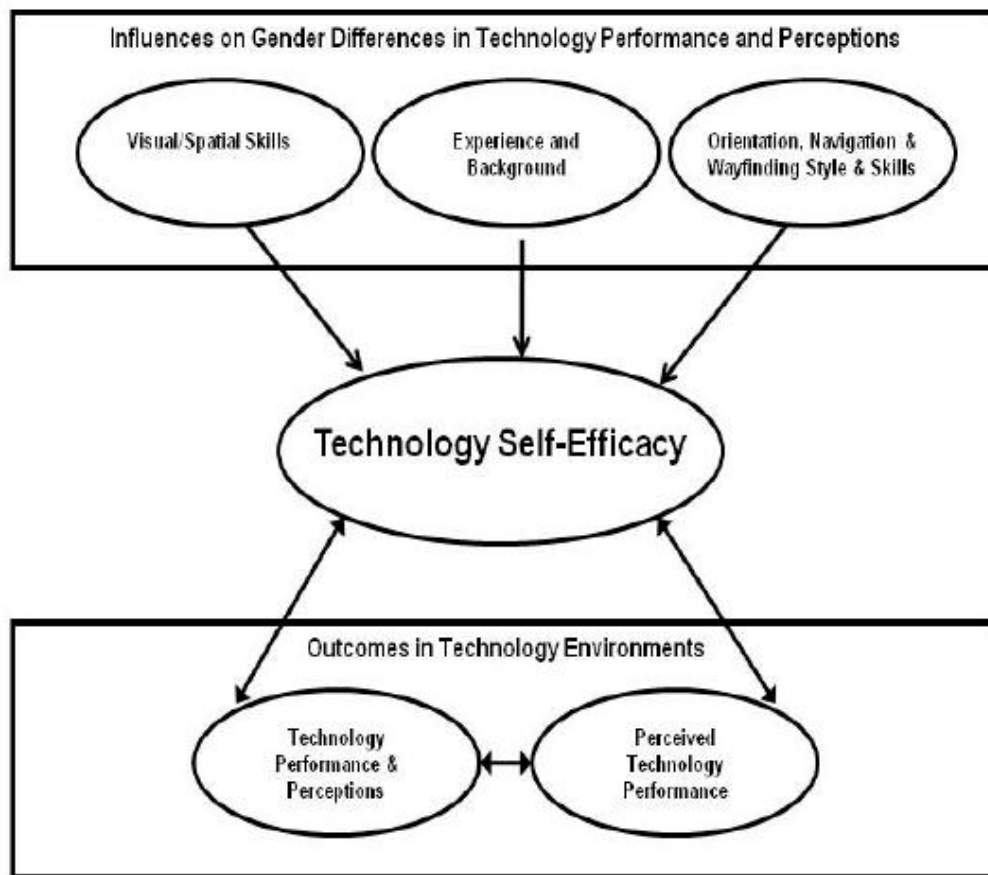 Influences on Gender Differences in Technology Performance and Perceptions
Visual/Spatial Skills
Experience and
Background
Orientation, Navigation &
Wayfinding Style & Skills
Technology Self-Efficacy
Outcomes in Technology Environments
Technology
Performance &
Perceptions
Perceived
Technology
Performance